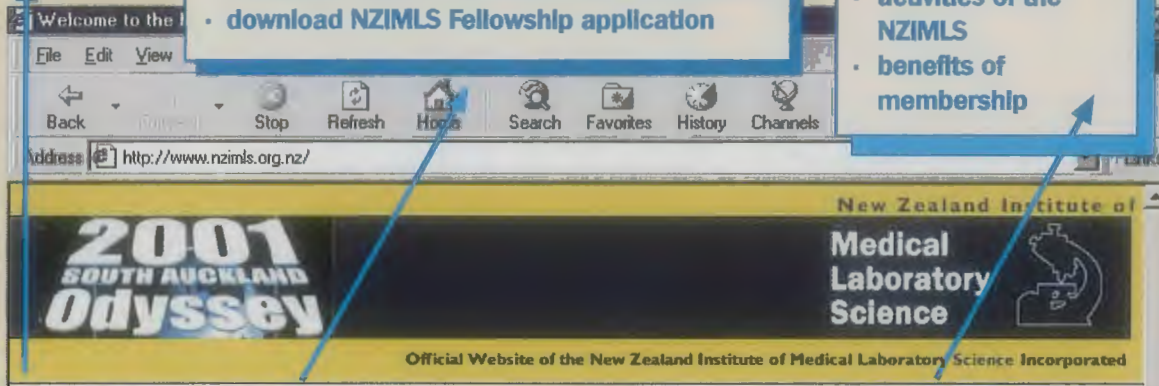 Welcome to the
· download NZIMLS Fellowship application
activities of the
NZIMLS
· benefits of
membership
File Edit View
Back Stop Refresh Home Search Favorites History Channels
Address http://www.nzimls.org.nz/
New Zealand Institute of
2001
SOUTH AUCKLAND
Odyssey
Medical
Laboratory
Science
Official Website of the New Zealand Institute of Medical Laboratory Science Incorporated